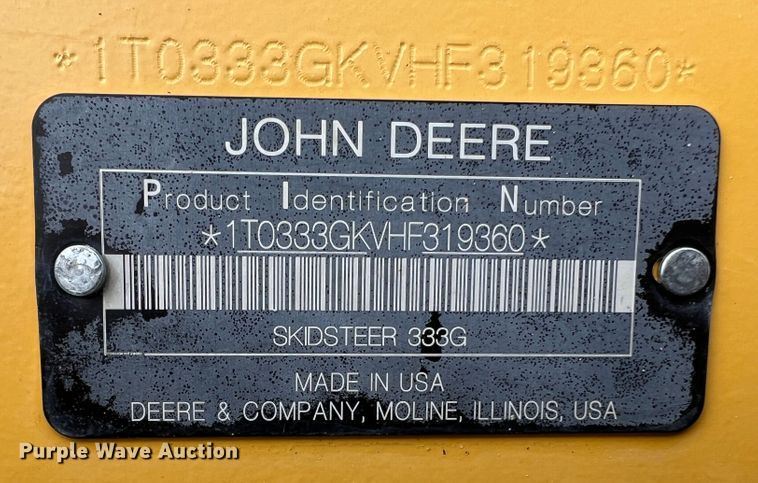 *1T0333GKVHF319360*
JOHN DEERE
Product Identification Number
*1T0333GKVHF319360*
SKIDSTEER 333G
MADE IN USA
DEERE & COMPANY, MOLINE, ILLINOIS, USA
Purple Wave Auction